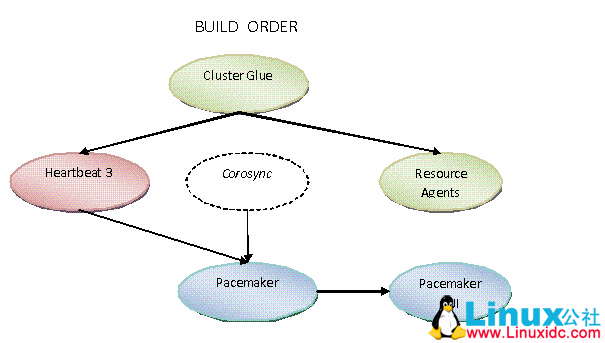 BUILD ORDER
Cluster Glue
Heartbeat 3
Corosync
Resource
Agents
Pacemaker
Pacemaker
Linux公社
www.Linuxidc.com